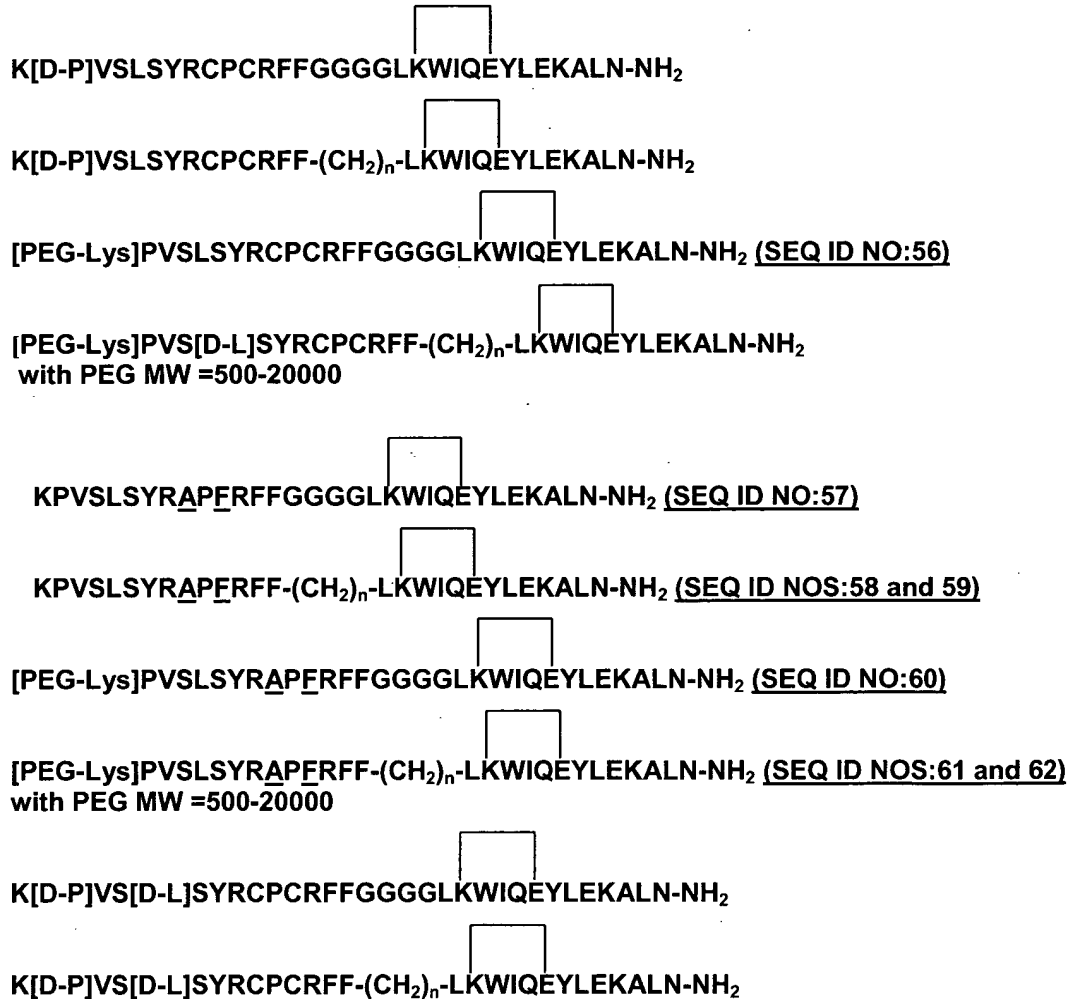 K[D-P]VSLSYRCPCRFFGGGGLKWIQEYLEKALN-NH₂
K[D-P]VSLSYRCPCRFF-(CH₂)ₙ-LKWIQEYLEKALN-NH₂
[PEG-Lys]PVSLSYRCPCRFFGGGGLKWIQEYLEKALN-NH₂ (SEQ ID NO:56)
[PEG-Lys]PVS[D-L]SYRCPCRFF-(CH₂)ₙ-LKWIQEYLEKALN-NH₂
with PEG MW =500-20000
KPVSLSYRAPFRFFGGGGLKWIQEYLEKALN-NH₂ (SEQ ID NO:57)
KPVSLSYRAPFRFF-(CH₂)ₙ-LKWIQEYLEKALN-NH₂ (SEQ ID NOS:58 and 59)
[PEG-Lys]PVSLSYRAPFRFFGGGGLKWIQEYLEKALN-NH₂ (SEQ ID NO:60)
[PEG-Lys]PVSLSYRAPFRFF-(CH₂)ₙ-LKWIQEYLEKALN-NH₂ (SEQ ID NOS:61 and 62)
with PEG MW =500-20000
K[D-P]VS[D-L]SYRCPCRFFGGGGLKWIQEYLEKALN-NH₂
K[D-P]VS[D-L]SYRCPCRFF-(CH₂)ₙ-LKWIQEYLEKALN-NH₂